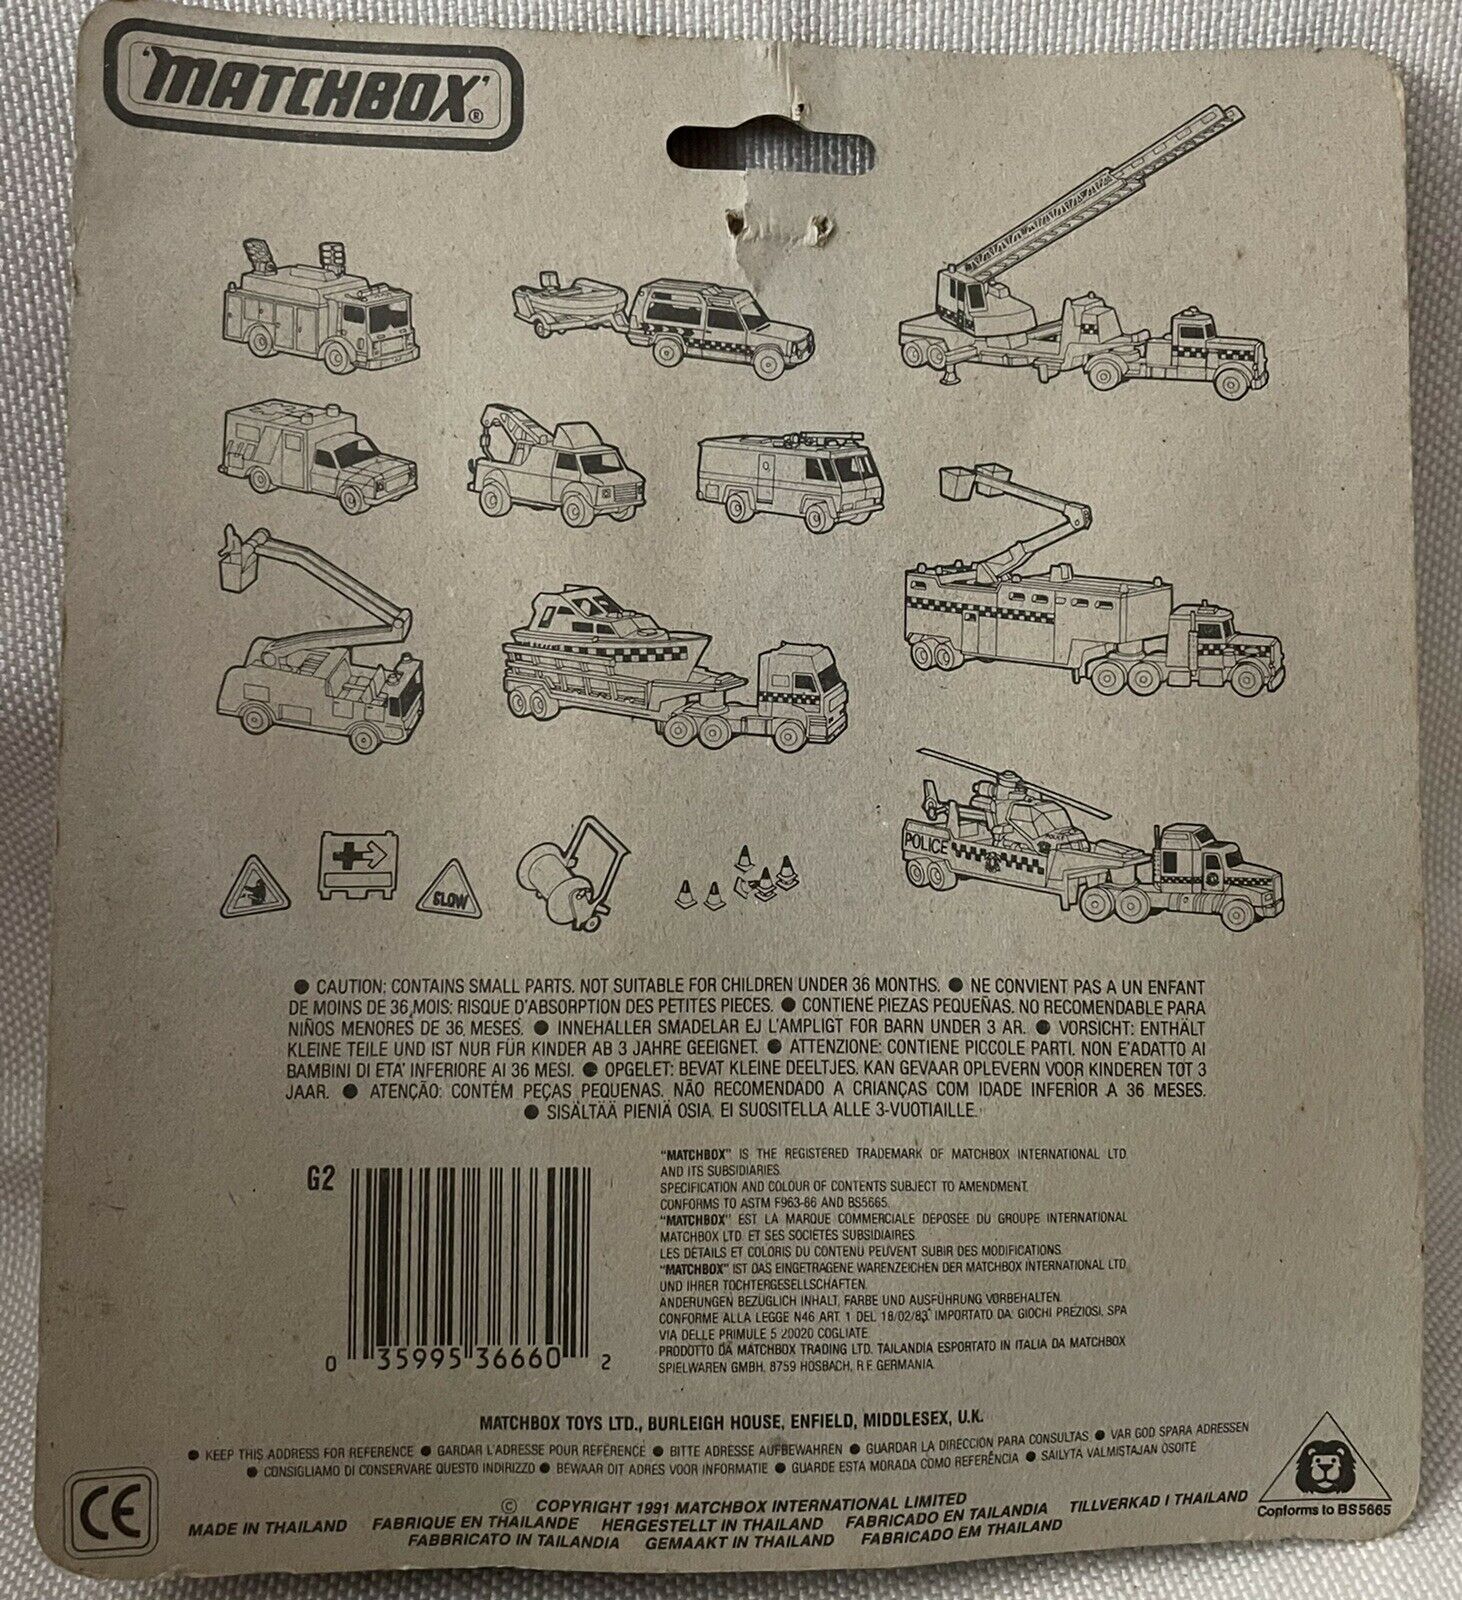 'MATCHBOX'®
POLICE
SLOW
● CAUTION: CONTAINS SMALL PARTS. NOT SUITABLE FOR CHILDREN UNDER 36 MONTHS. ● NE CONVIENT PAS A UN ENFANT
DE MOINS DE 36 MOIS: RISQUE D'ABSORPTION DES PETITES PIECES. ● CONTIENE PIEZAS PEQUEÑAS. NO RECOMENDABLE PARA
NIÑOS MENORES DE 36 MESES. ● INNEHALLER SMADELAR EJ LAMPLIGT FOR BARN UNDER 3 AR. ● VORSICHT: ENTHÄLT
KLEINE TEILE UND IST NUR FÜR KINDER AB 3 JAHRE GEEIGNET. ● ATTENZIONE: CONTIENE PICCOLE PARTI. NON E'ADATTO AI
BAMBINI DI ETA' INFERIORE AI 36 MESI. ● OPGELET: BEVAT KLEINE DEELTJES. KAN GEVAAR OPLEVERN VOOR KINDEREN TOT 3
JAAR. ● ATENÇÃO: CONTÉM PEÇAS PEQUENAS. NÃO RECOMENDADO A CRIANÇAS COM IDADE INFERIOR A 36 MESES.
● SISÄLTÄÄ PIENIÄ OSIA. EI SUOSITELLA ALLE 3-VUOTIAILLE.
G2
0 35995 36660 2
"MATCHBOX" IS THE REGISTERED TRADEMARK OF MATCHBOX INTERNATIONAL LTD.
AND ITS SUBSIDIARIES.
SPECIFICATION AND COLOUR OF CONTENTS SUBJECT TO AMENDMENT.
CONFORMS TO ASTM F963-86 AND BS5665.
"MATCHBOX" EST LA MARQUE COMMERCIALE DEPOSEE DU GROUPE INTERNATIONAL
MATCHBOX LTD. ET SES SOCIÉTÉS SUBSIDIAIRES
LES DETAILS ET COLORIS DU CONTENU PEUVENT SUBIR DES MODIFICATIONS.
"MATCHBOX" IST DAS EINGETRAGENE WARENZEICHEN DER MATCHBOX INTERNATIONAL LTD.
UND IHRER TOCHTERGESELLSCHAFTEN.
ÄNDERUNGEN BEZÜGLICH INHALT, FARBE UND AUSFÜHRUNG VORBEHALTEN.
CONFORME ALLA LEGGE N46 ART. 1 DEL 18/02/83 IMPORTATO DA: GIOCHI PREZIOSI, SPA
VIA DELLE PRIMULE 5 20020 COGLIATE
PRODOTTO DA MATCHBOX TRADING LTD. TAILANDIA ESPORTATO IN ITALIA DA MATCHBOX
SPIELWAREN GMBH, 8759 HÖSBACH, R.F. GERMANIA.
MATCHBOX TOYS LTD., BURLEIGH HOUSE, ENFIELD, MIDDLESEX, U.K.
● KEEP THIS ADDRESS FOR REFERENCE ● GARDAR L'ADRESSE POUR REFERENCE ● BITTE ADRESSE AUFBEWAHREN ● GUARDAR LA DIRECCIÓN PARA CONSULTAS ● VAR GOD SPARA ADRESSEN
● CONSIGLIAMO DI CONSERVARE QUESTO INDIRIZZO ● BEWAAR DIT ADRES VOOR INFORMATIE ● GUARDE ESTA MORADA COMO REFERÊNCIA ● SÄILYTÄ VALMISTAJAN OSOITE
CE
© COPYRIGHT 1991 MATCHBOX INTERNATIONAL LIMITED
MADE IN THAILAND FABRIQUE EN THAILANDE HERGESTELLT IN THAILAND FABRICADO EN TAILANDIA TILLVERKAD I THAILAND
FABBRICATO IN TAILANDIA GEMAAKT IN THAILAND FABRICADO EM THAILAND
Conforms to BS5665